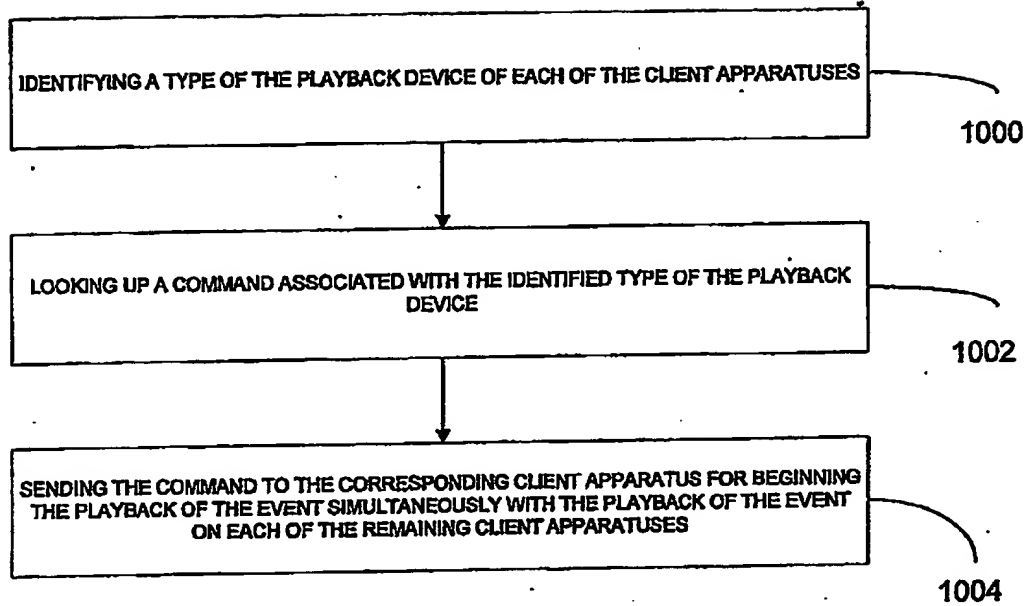 IDENTIFYING A TYPE OF THE PLAYBACK DEVICE OF EACH OF THE CLIENT APPARATUSES
1000
LOOKING UP A COMMAND ASSOCIATED WITH THE IDENTIFIED TYPE OF THE PLAYBACK
DEVICE
1002
SENDING THE COMMAND TO THE CORRESPONDING CLIENT APPARATUS FOR BEGINNING
THE PLAYBACK OF THE EVENT SIMULTANEOUSLY WITH THE PLAYBACK OF THE EVENT
ON EACH OF THE REMAINING CLIENT APPARATUSES
1004